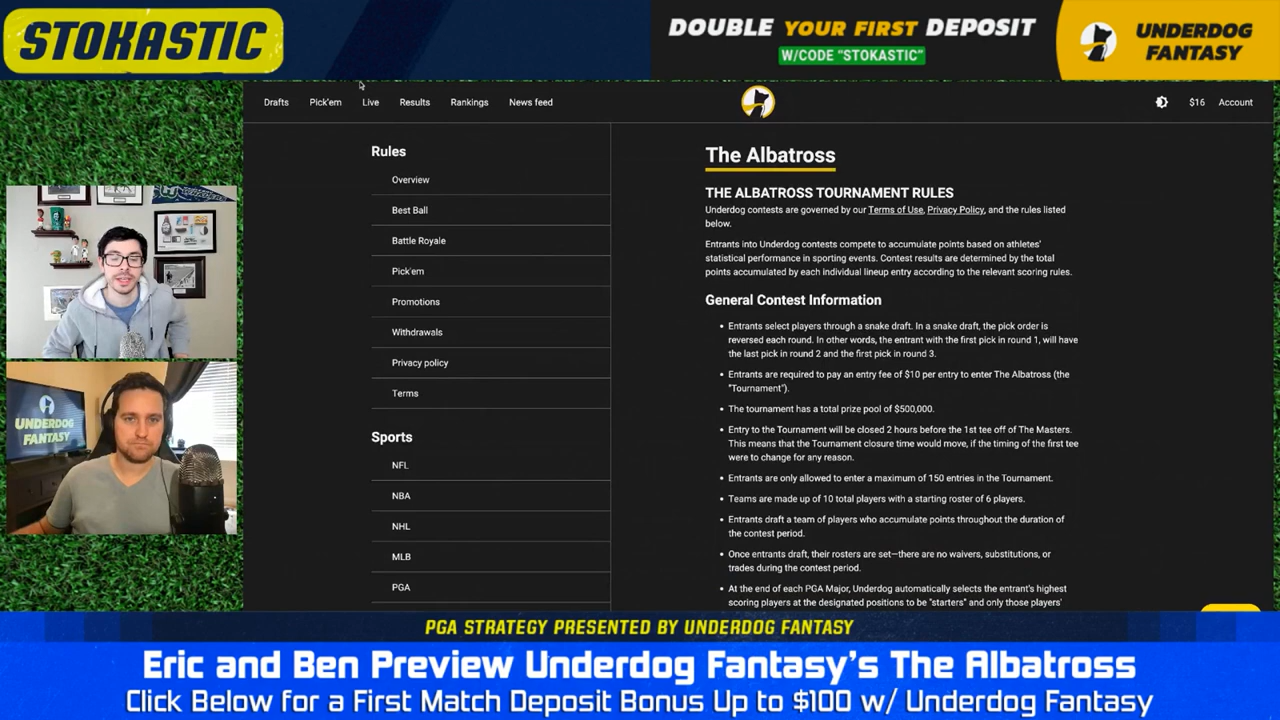 STOKASTIC
DOUBLE YOUR FIRST DEPOSIT
W/CODE "STOKASTIC"
UNDERDOG
FANTASY
Drafts
Pick'em
Live
Results
Rankings
News feed
$16
Account
Rules
Overview
Best Ball
Battle Royale
Pick'em
Promotions
Withdrawals
Privacy policy
Terms
Sports
NFL
NBA
NHL
MLB
PGA
The Albatross
THE ALBATROSS TOURNAMENT RULES
Underdog contests are governed by our Terms of Use, Privacy Policy, and the rules listed
below.
Entrants into Underdog contests compete to accumulate points based on athletes'
statistical performance in sporting events. Contest results are determined by the total
points accumulated by each individual lineup entry according to the relevant scoring rules.
General Contest Information
• Entrants select players through a snake draft. In a snake draft, the pick order is
reversed each round. In other words, the entrant with the first pick in round 1, will have
the last pick in round 2 and the first pick in round 3.
• Entrants are required to pay an entry fee of $10 per entry to enter The Albatross (the
"Tournament").
• The tournament has a total prize pool of $500,000.
• Entry to the Tournament will be closed 2 hours before the 1st tee off of The Masters.
This means that the Tournament closure time would move, if the timing of the first tee
were to change for any reason.
• Entrants are only allowed to enter a maximum of 150 entries in the Tournament.
• Teams are made up of 10 total players with a starting roster of 6 players.
• Entrants draft a team of players who accumulate points throughout the duration of
the contest period.
• Once entrants draft, their rosters are set—there are no waivers, substitutions, or
trades during the contest period.
• At the end of each PGA Major, Underdog automatically selects the entrant's highest
scoring players at the designated positions to be "starters" and only those players'
UNDERDOG
FANTASY
PGA STRATEGY PRESENTED BY UNDERDOG FANTASY
Eric and Ben Preview Underdog Fantasy's The Albatross
Click Below for a First Match Deposit Bonus Up to $100 w/ Underdog Fantasy